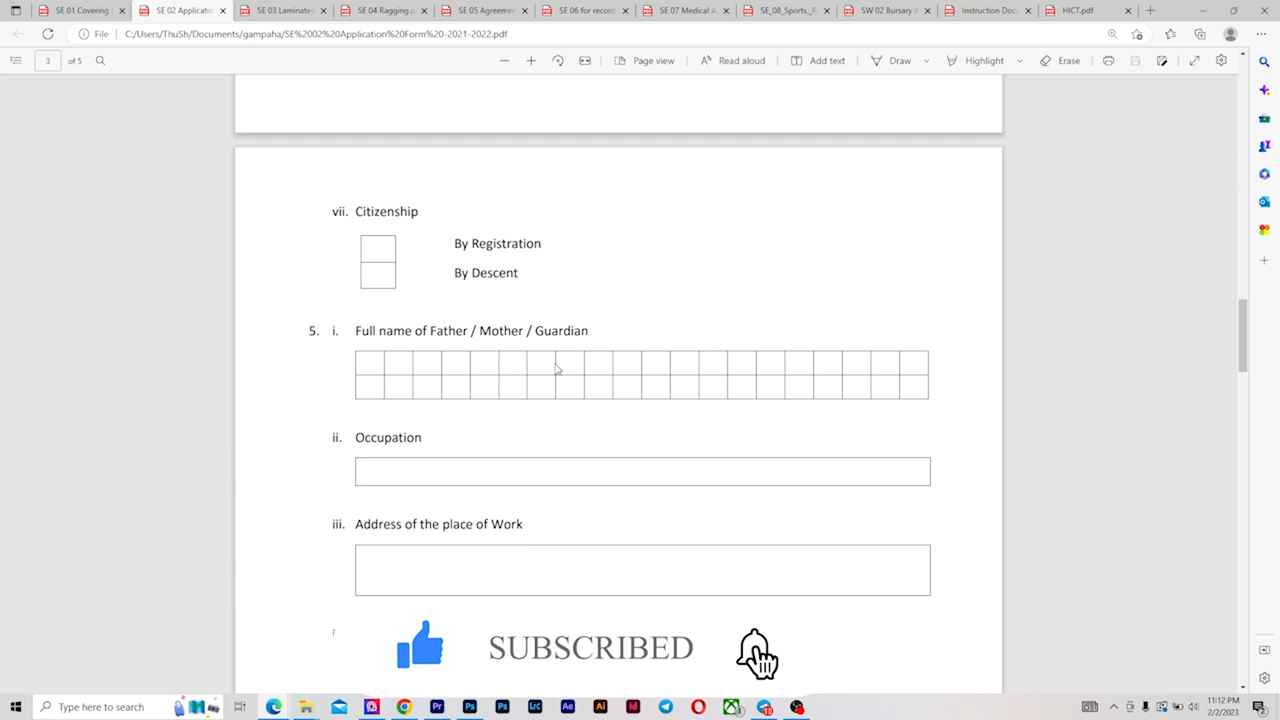 SE 01 Covering
SE 02 Applicatio
SE 03 Laminated
SE 04 Ragging.p
SE 05 Agreemen
SE 06 for record
SE 07 Medical A
SE_08_Sports_R
SW 02 Bursary A
Instruction Doc
HICT.pdf
File
C:/Users/ThuSh/Documents/gampaha/SE%2002%20Application%20Form%20-2021-2022.pdf
3 of 5
Page view
Read aloud
Add text
Draw
Highlight
Erase
vii. Citizenship
By Registration
By Descent
5. i. Full name of Father / Mother / Guardian
ii. Occupation
iii. Address of the place of Work
SUBSCRIBED
Type here to search
11:12 PM
2/2/2023